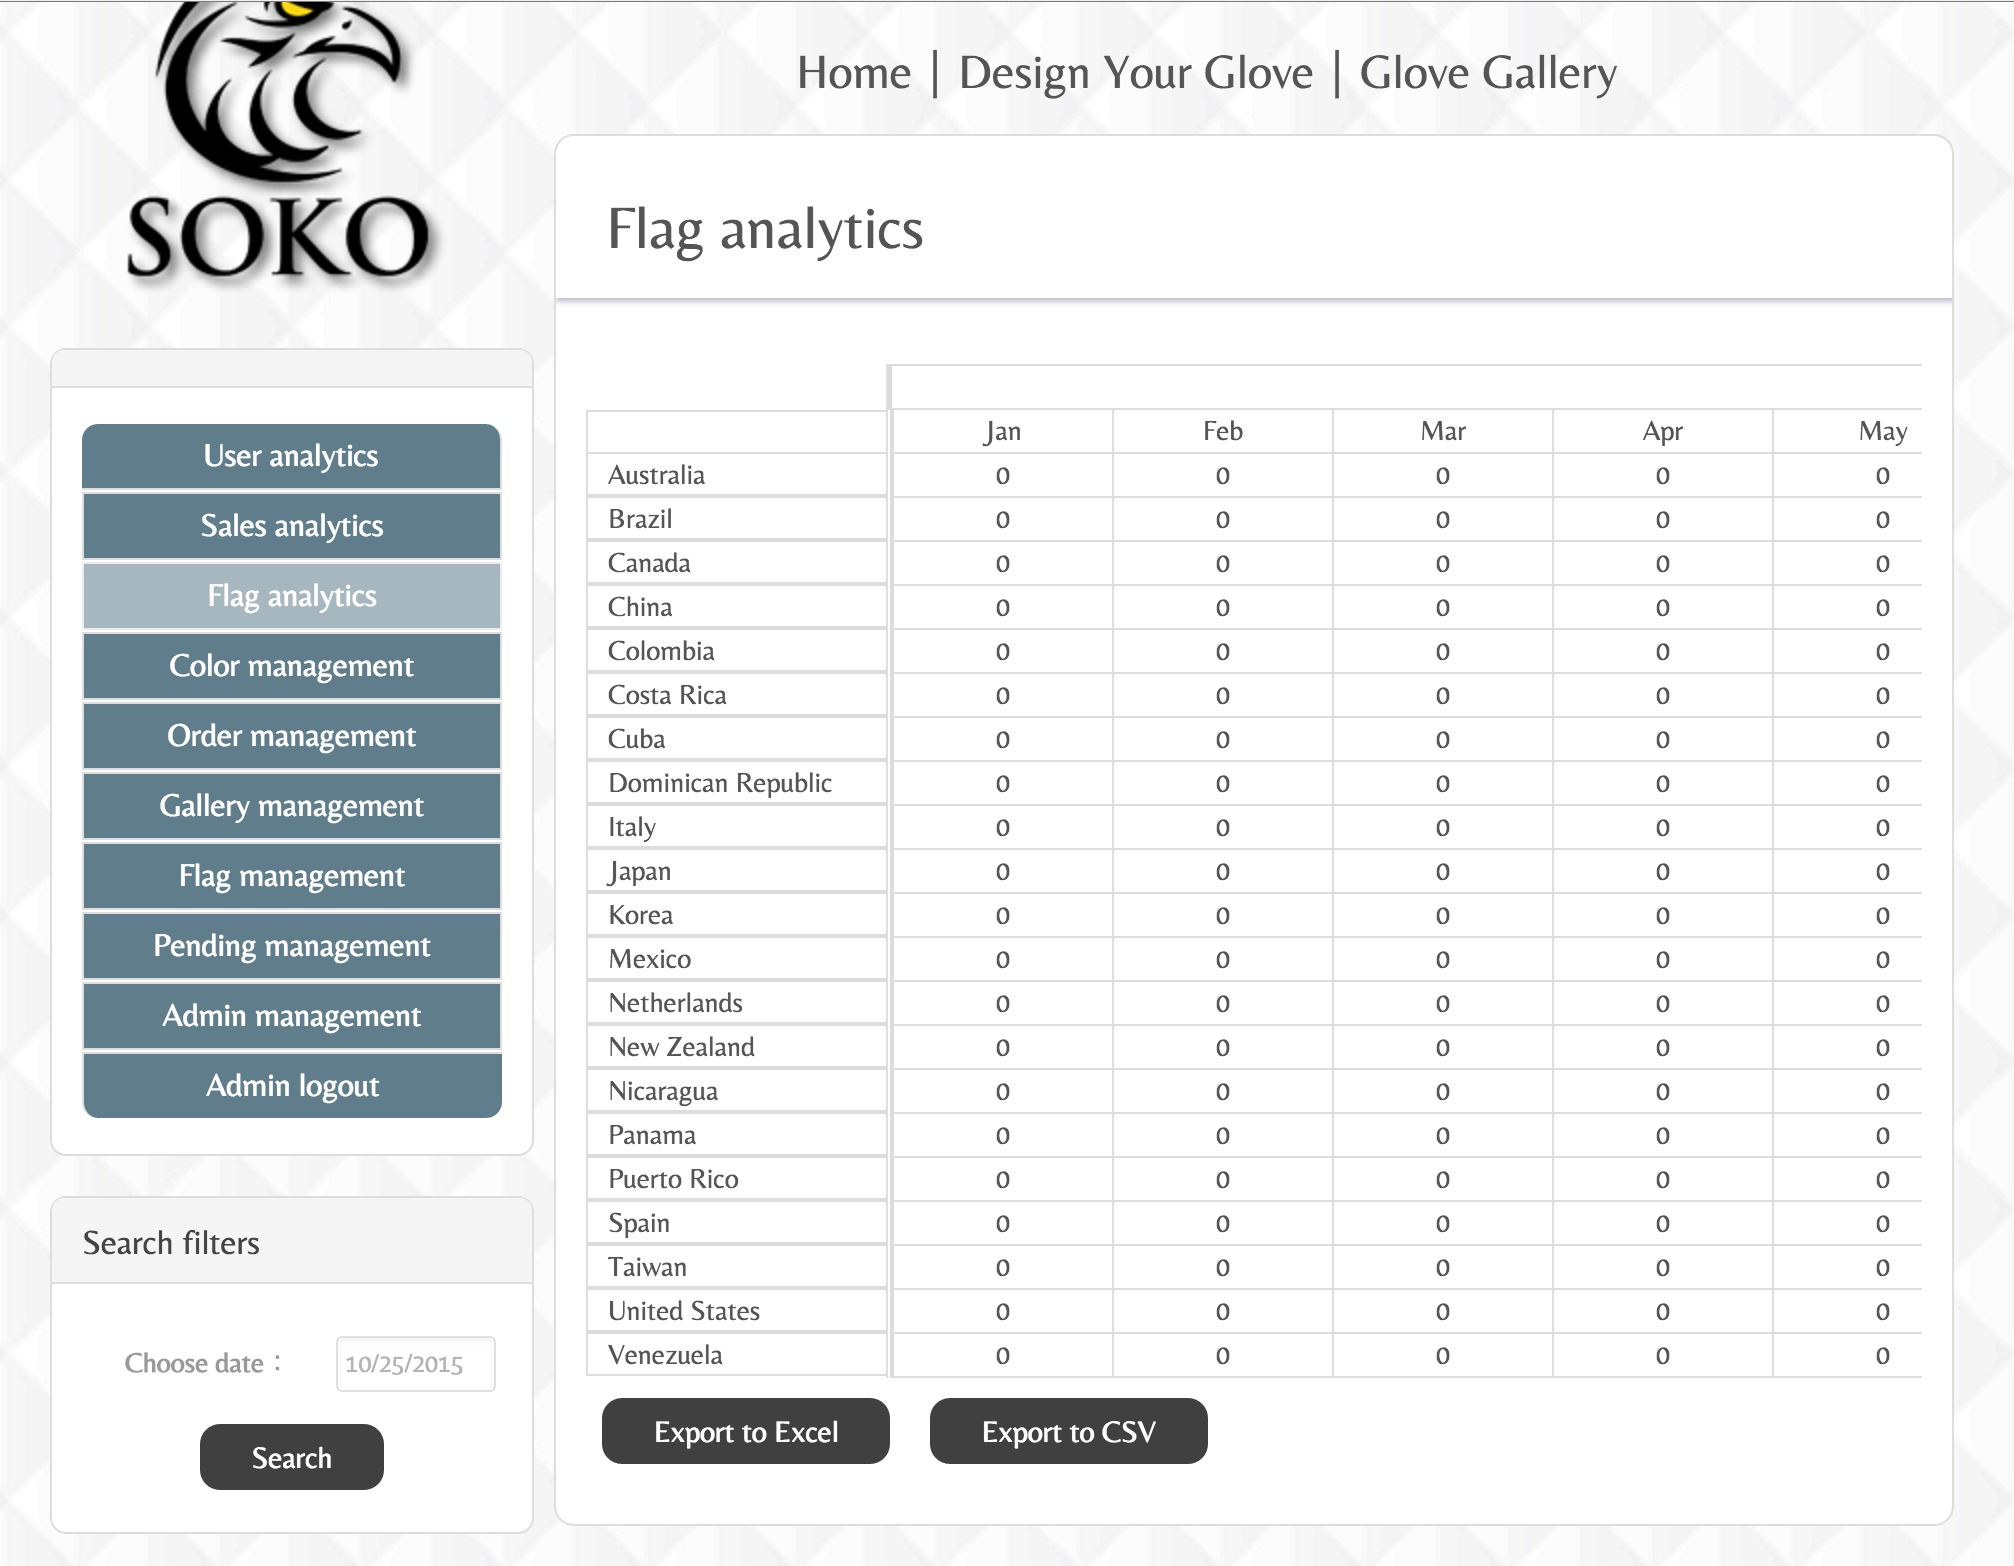 SOKO
Home | Design Your Glove | Glove Gallery
Flag analytics
User analytics
Sales analytics
Flag analytics
Color management
Order management
Gallery management
Flag management
Pending management
Admin management
Admin logout
Search filters
Choose date :
10/25/2015
Search
Jan Feb Mar Apr May
Australia 0 0 0 0 0
Brazil 0 0 0 0 0
Canada 0 0 0 0 0
China 0 0 0 0 0
Colombia 0 0 0 0 0
Costa Rica 0 0 0 0 0
Cuba 0 0 0 0 0
Dominican Republic 0 0 0 0 0
Italy 0 0 0 0 0
Japan 0 0 0 0 0
Korea 0 0 0 0 0
Mexico 0 0 0 0 0
Netherlands 0 0 0 0 0
New Zealand 0 0 0 0 0
Nicaragua 0 0 0 0 0
Panama 0 0 0 0 0
Puerto Rico 0 0 0 0 0
Spain 0 0 0 0 0
Taiwan 0 0 0 0 0
United States 0 0 0 0 0
Venezuela 0 0 0 0 0
Export to Excel Export to CSV